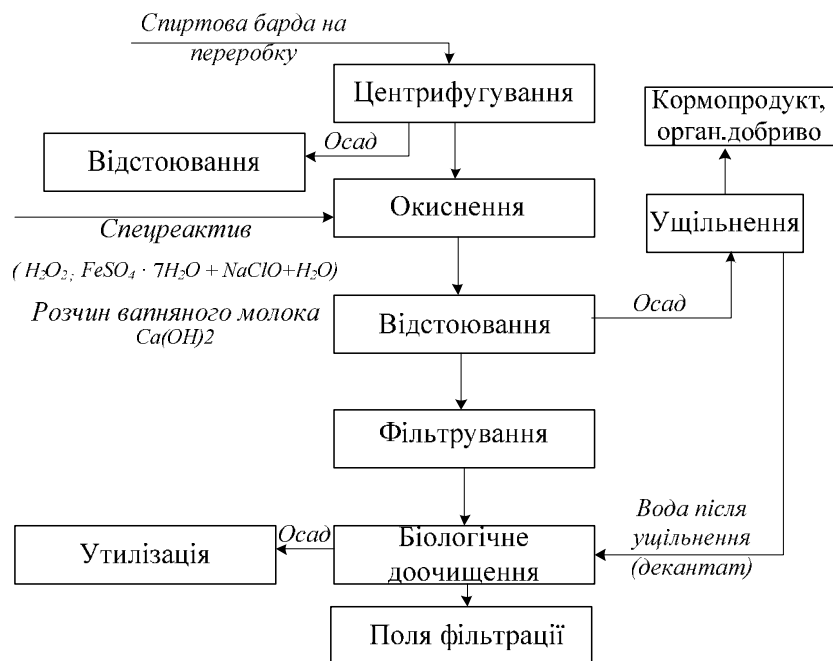 Спиртова барда на
переробку
Центрифугування
Кормопродукт,
орган.добриво
Осад
Відстоювання
Окиснення
Ущільнення
Спецреактив
( H₂O₂; FeSO₄ · 7H₂O + NaClO+H₂O)
Розчин вапняного молока
Ca(OH)2
Осад
Відстоювання
Фільтрування
Вода після
ущільнення
(декантат)
Осад
Утилізація
Біологічне
доочищення
Поля фільтрації